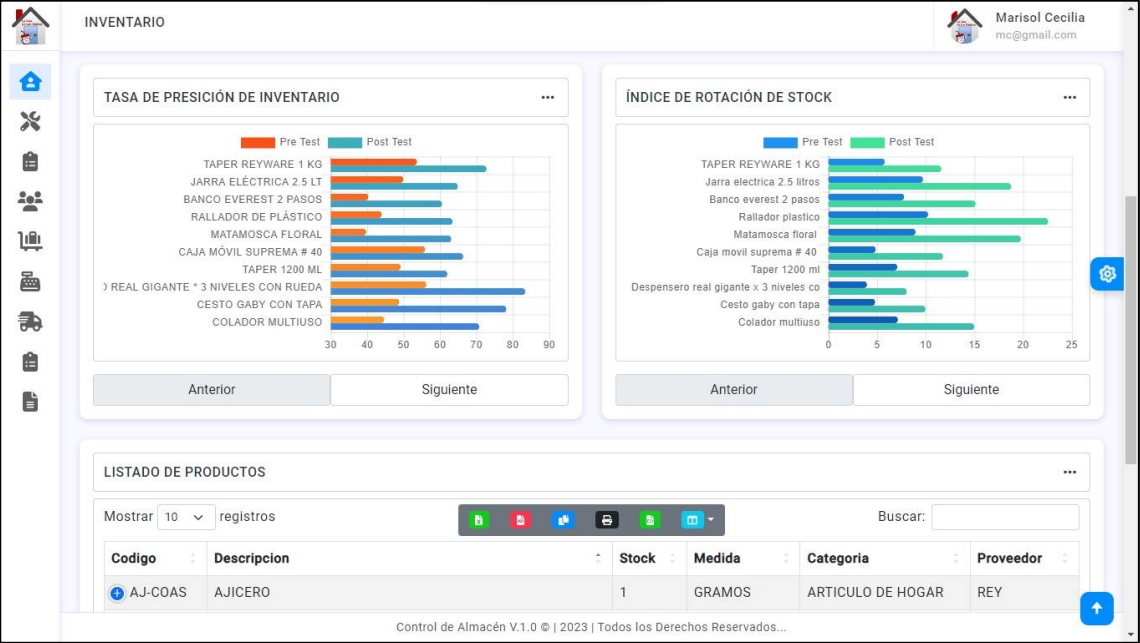 INVENTARIO
Marisol Cecilia
mc@gmail.com
TASA DE PRESICIÓN DE INVENTARIO
Pre Test Post Test
TAPER REYWARE 1 KG
JARRA ELÉCTRICA 2.5 LT
BANCO EVEREST 2 PASOS
RALLADOR DE PLÁSTICO
MATAMOSCA FLORAL
CAJA MÓVIL SUPREMA # 40
TAPER 1200 ML
REAL GIGANTE * 3 NIVELES CON RUEDA
CESTO GABY CON TAPA
COLADOR MULTIUSO
30 40 50 60 70 80 90
Anterior Siguiente
ÍNDICE DE ROTACIÓN DE STOCK
Pre Test Post Test
TAPER REYWARE 1 KG
Jarra electrica 2.5 litros
Banco everest 2 pasos
Rallador plastico
Matamosca floral
Caja movil suprema # 40
Taper 1200 ml
Despensero real gigante x 3 niveles co
Cesto gaby con tapa
Colador multiuso
0 5 10 15 20 25
Anterior Siguiente
LISTADO DE PRODUCTOS
Mostrar 10 registros
Buscar:
Codigo Descripcion Stock Medida Categoria Proveedor
AJ-COAS AJICERO 1 GRAMOS ARTICULO DE HOGAR REY
Control de Almacén V.1.0 © | 2023 | Todos los Derechos Reservados...